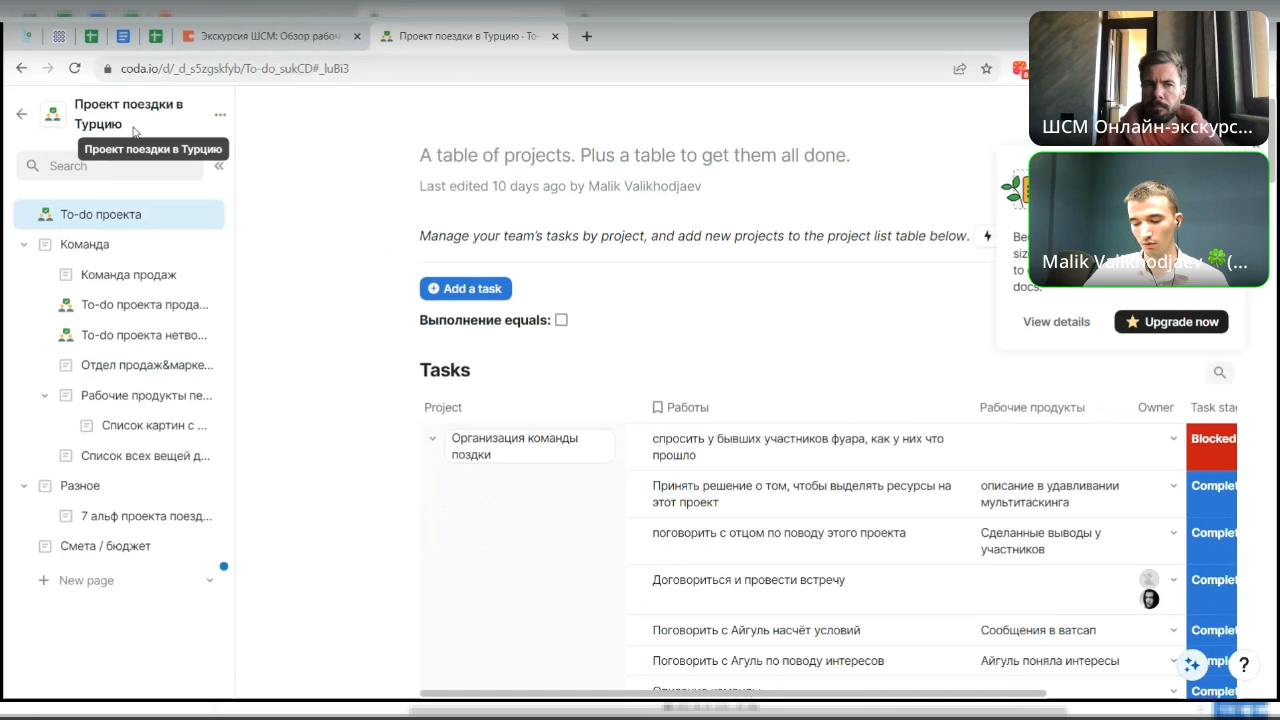 Экскурсия ШСМ: Обзор рабоч
Проект поездки в Турцию - To-
coda.io/d/_d_s5zgskfyb/To-do_sukCD#_luBi3
Проект поездки в
Турцию
Проект поездки в Турцию
Search
To-do проекта
Команда
Команда продаж
To-do проекта прода...
To-do проекта нетво...
Отдел продаж&марке...
Рабочие продукты пе...
Список картин с ...
Список всех вещей д...
Разное
7 альф проекта поезд...
Смета / бюджет
New page
A table of projects. Plus a table to get them all done.
Last edited 10 days ago by Malik Valikhodjaev
Manage your team's tasks by project, and add new projects to the project list table below.
Add a task
Выполнение equals:
Tasks
Project Работы Рабочие продукты Owner Task stag
Организация команды
поздки
спросить у бывших участников фуара, как у них что
прошло
Blocked
Принять решение о том, чтобы выделять ресурсы на
этот проект
описание в удавливании
мультитаскинга
Complet
поговорить с отцом по поводу этого проекта
Сделанные выводы у
участников
Complet
Договориться и провести встречу
Complet
Поговорить с Айгуль насчёт условий Сообщения в ватсап Complet
Поговорить с Агуль по поводу интересов Айгуль поняла интересы
Complet
ШСМ Онлайн-экскурс...
Malik Valikhodjaev 🍀(...
docs.
View details
Upgrade now
?